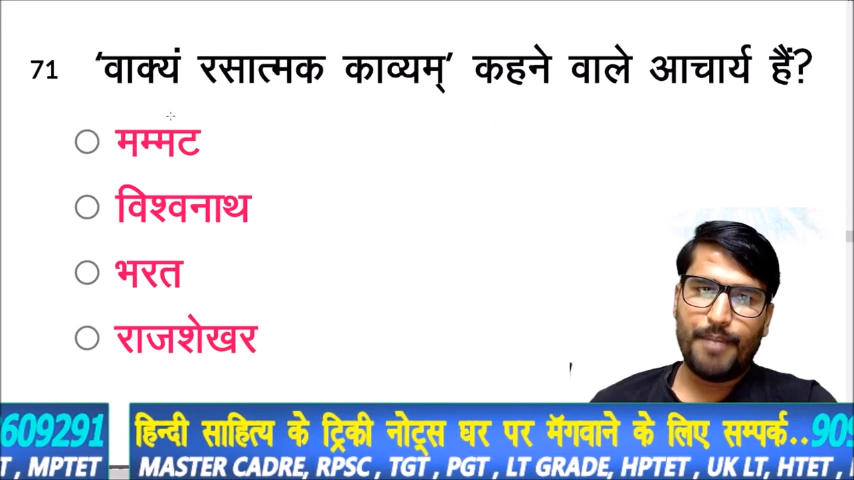 71 ‘वाक्यं रसात्मक काव्यम्’ कहने वाले आचार्य हैं?
मम्मट
विश्वनाथ
भरत
राजशेखर
609291 हिन्दी साहित्य के ट्रिकी नोट्स घर पर मॅगवाने के लिए सम्पर्क..909
T , MPTET MASTER CADRE, RPSC , TGT , PGT , LT GRADE, HPTET , UK LT, HTET ,